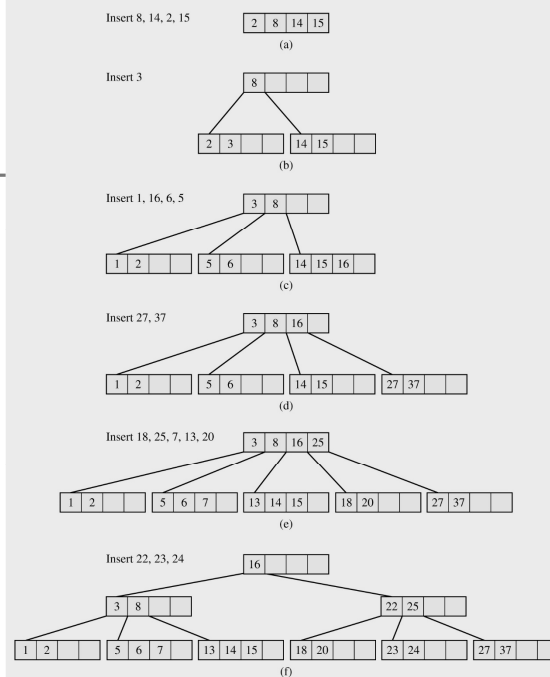 Insert 8, 14, 2, 15
2 8 14 15
(a)
Insert 3
8
2 3 14 15
(b)
Insert 1, 16, 6, 5
3 8
1 2 5 6 14 15 16
(c)
Insert 27, 37
3 8 16
1 2 5 6 14 15 27 37
(d)
Insert 18, 25, 7, 13, 20
3 8 16 25
1 2 5 6 7 13 14 15 18 20 27 37
(e)
Insert 22, 23, 24
16
3 8 22 25
1 2 5 6 7 13 14 15 18 20 23 24 27 37
(f)